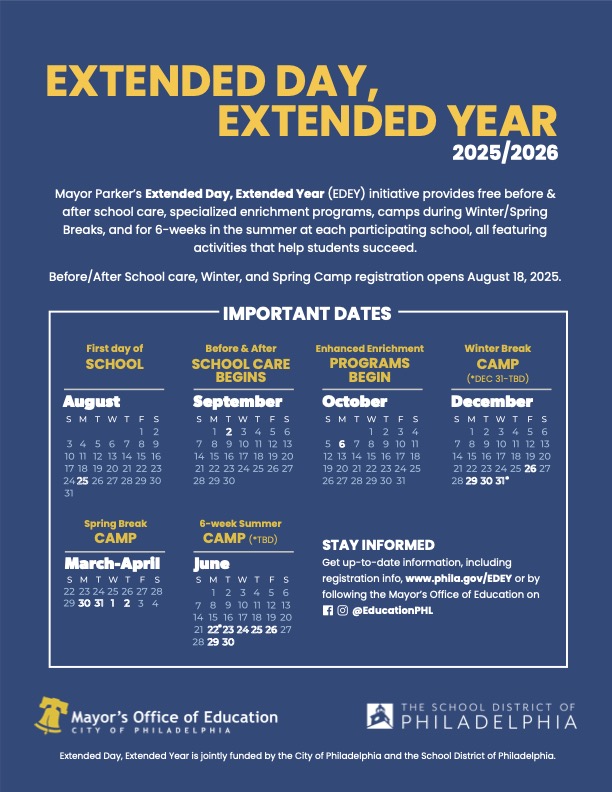 EXTENDED DAY,
EXTENDED YEAR
2025/2026
Mayor Parker's Extended Day, Extended Year (EDEY) initiative provides free before &
after school care, specialized enrichment programs, camps during Winter/Spring
Breaks, and for 6-weeks in the summer at each participating school, all featuring
activities that help students succeed.
Before/After School care, Winter, and Spring Camp registration opens August 18, 2025.
IMPORTANT DATES
First day of
SCHOOL
August
S M T W T F S
1 2
3 4 5 6 7 8 9
10 11 12 13 14 15 16
17 18 19 20 21 22 23
24 25 26 27 28 29 30
31
Before & After
SCHOOL CARE
BEGINS
September
S M T W T F S
1 2 3 4 5 6
7 8 9 10 11 12 13
14 15 16 17 18 19 20
21 22 23 24 25 26 27
28 29 30
Enhanced Enrichment
PROGRAMS
BEGIN
October
S M T W T F S
1 2 3 4
5 6 7 8 9 10 11
12 13 14 15 16 17 18
19 20 21 22 23 24 25
26 27 28 29 30 31
Winter Break
CAMP
(*DEC 31-TBD)
December
S M T W T F S
1 2 3 4 5 6
7 8 9 10 11 12 13
14 15 16 17 18 19 20
21 22 23 24 25 26 27
28 29 30 31*
Spring Break
CAMP
March-April
S M T W T F S
22 23 24 25 26 27 28
29 30 31 1 2 3 4
6-week Summer
CAMP (*TBD)
June
S M T W T F S
1 2 3 4 5 6
7 8 9 10 11 12 13
14 15 16 17 18 19 20
21 22* 23 24 25 26 27
28 29 30
STAY INFORMED
Get up-to-date information, including
registration info, www.phila.gov/EDEY or by
following the Mayor's Office of Education on
@EducationPHL
Mayor's Office of Education
CITY OF PHILADELPHIA
THE SCHOOL DISTRICT OF
PHILADELPHIA
Extended Day, Extended Year is jointly funded by the City of Philadelphia and the School District of Philadelphia.